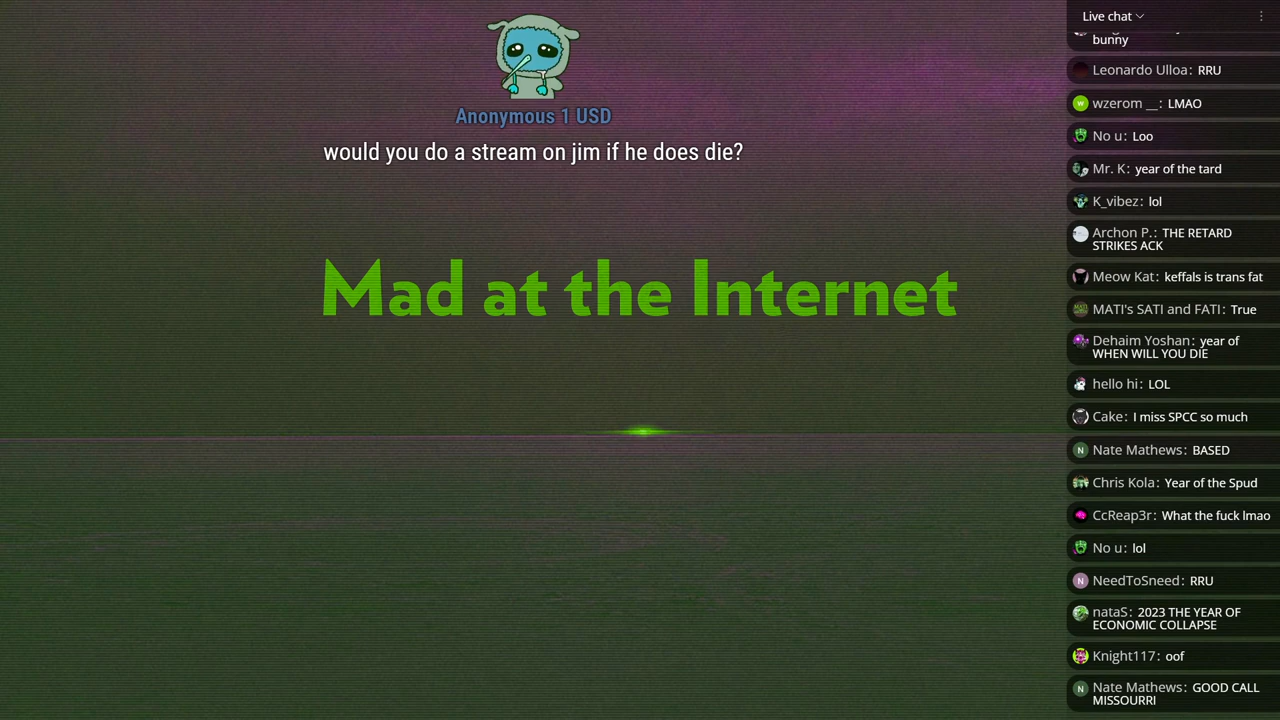 Anonymous 1 USD
would you do a stream on jim if he does die?
Mad at the Internet
Live chat
bunny
Leonardo Ulloa: RRU
W
wzerom __: LMAO
No u: Loo
Mr. K: year of the tard
K_vibez: lol
Archon P.: THE RETARD
STRIKES ACK
Meow Kat: keffals is trans fat
MATI's SATI and FATI: True
Dehaim Yoshan: year of
WHEN WILL YOU DIE
hello hi: LOL
Cake: I miss SPCC so much
N
Nate Mathews: BASED
Chris Kola: Year of the Spud
CcReap3r: What the fuck lmao
No u: lol
N
NeedToSneed: RRU
nataS: 2023 THE YEAR OF
ECONOMIC COLLAPSE
Knight117: oof
N
Nate Mathews: GOOD CALL
MISSOURRI